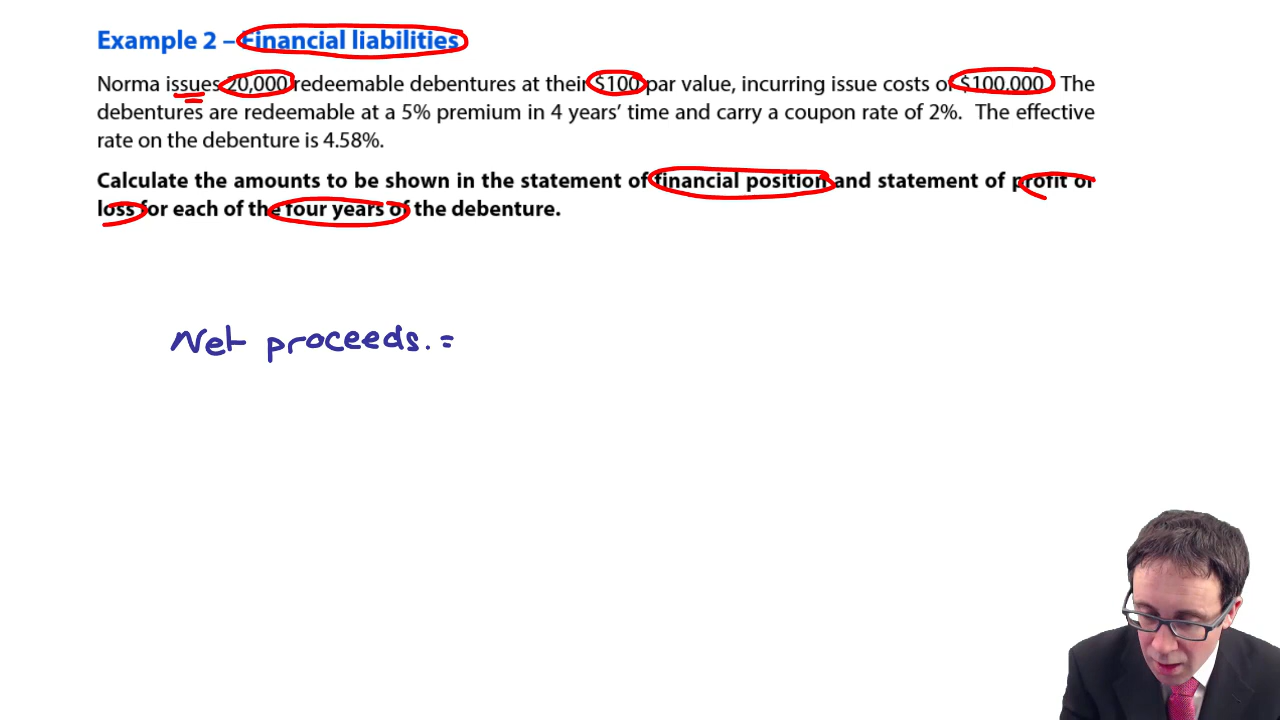 Example 2 – Financial liabilities
Norma issues 20,000 redeemable debentures at their $100 par value, incurring issue costs of $100,000. The
debentures are redeemable at a 5% premium in 4 years’ time and carry a coupon rate of 2%. The effective
rate on the debenture is 4.58%.
Calculate the amounts to be shown in the statement of financial position and statement of profit or
loss for each of the four years of the debenture.
Net proceeds. =